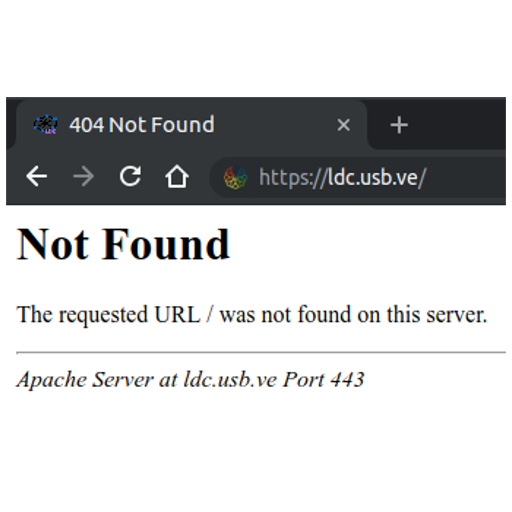 404 Not Found
https://ldc.usb.ve/
Not Found
The requested URL / was not found on this server.
Apache Server at ldc.usb.ve Port 443